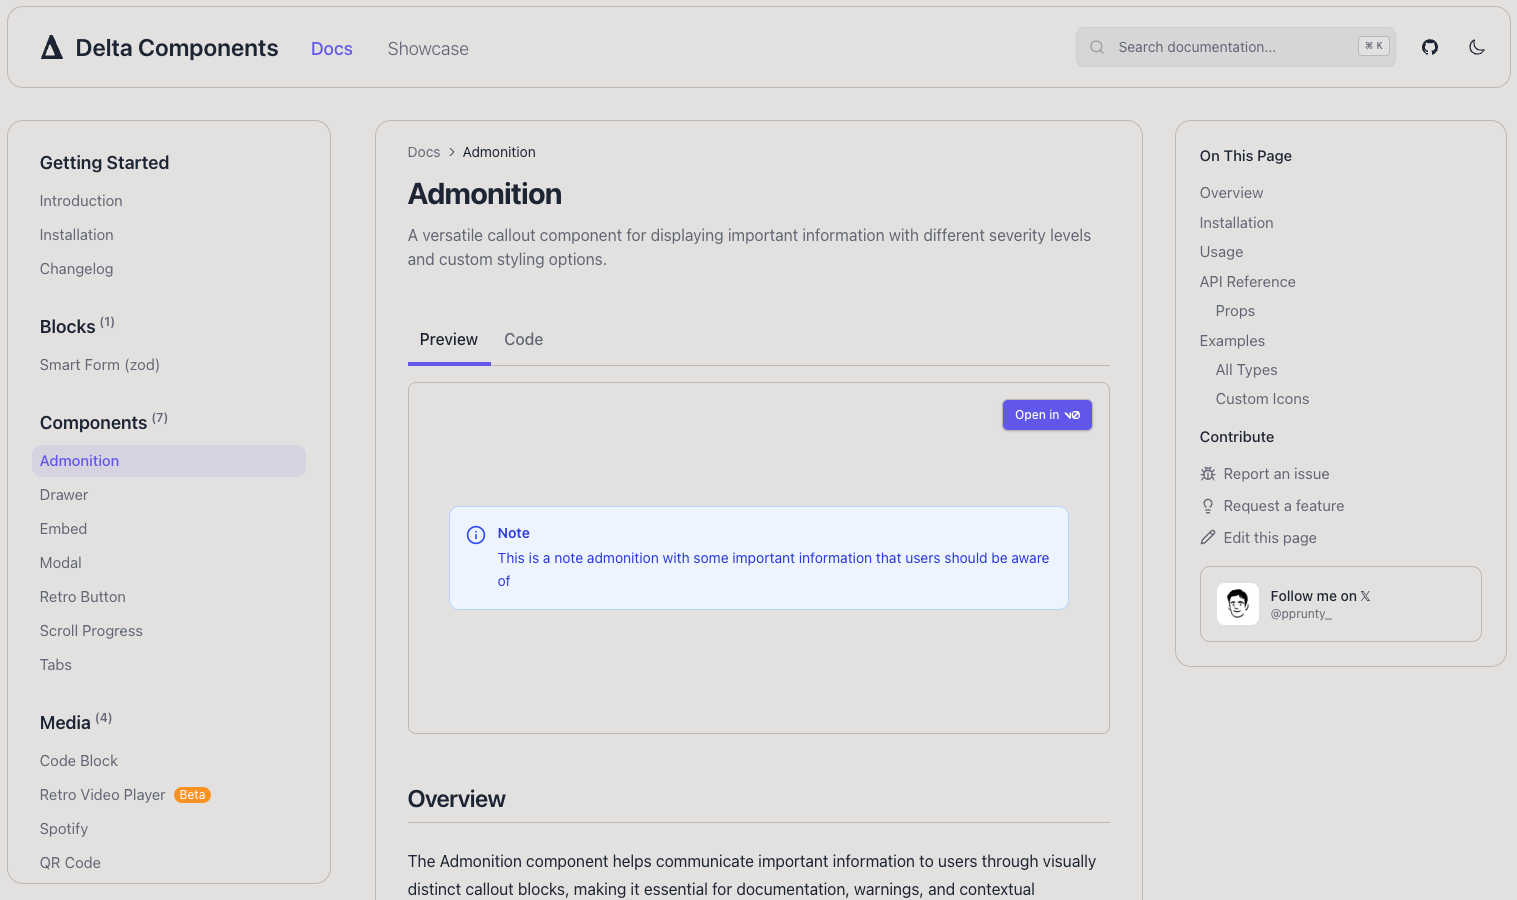 Delta Components
Docs
Showcase
Search documentation...
⌘ K
Getting Started
Introduction
Installation
Changelog
Blocks (1)
Smart Form (zod)
Components (7)
Admonition
Drawer
Embed
Modal
Retro Button
Scroll Progress
Tabs
Media (4)
Code Block
Retro Video Player Beta
Spotify
QR Code
Docs > Admonition
Admonition
A versatile callout component for displaying important information with different severity levels
and custom styling options.
Preview
Code
Open in v0
Note
This is a note admonition with some important information that users should be aware
of
Overview
The Admonition component helps communicate important information to users through visually
distinct callout blocks, making it essential for documentation, warnings, and contextual
On This Page
Overview
Installation
Usage
API Reference
Props
Examples
All Types
Custom Icons
Contribute
Report an issue
Request a feature
Edit this page
Follow me on 𝕏
@pprunty_